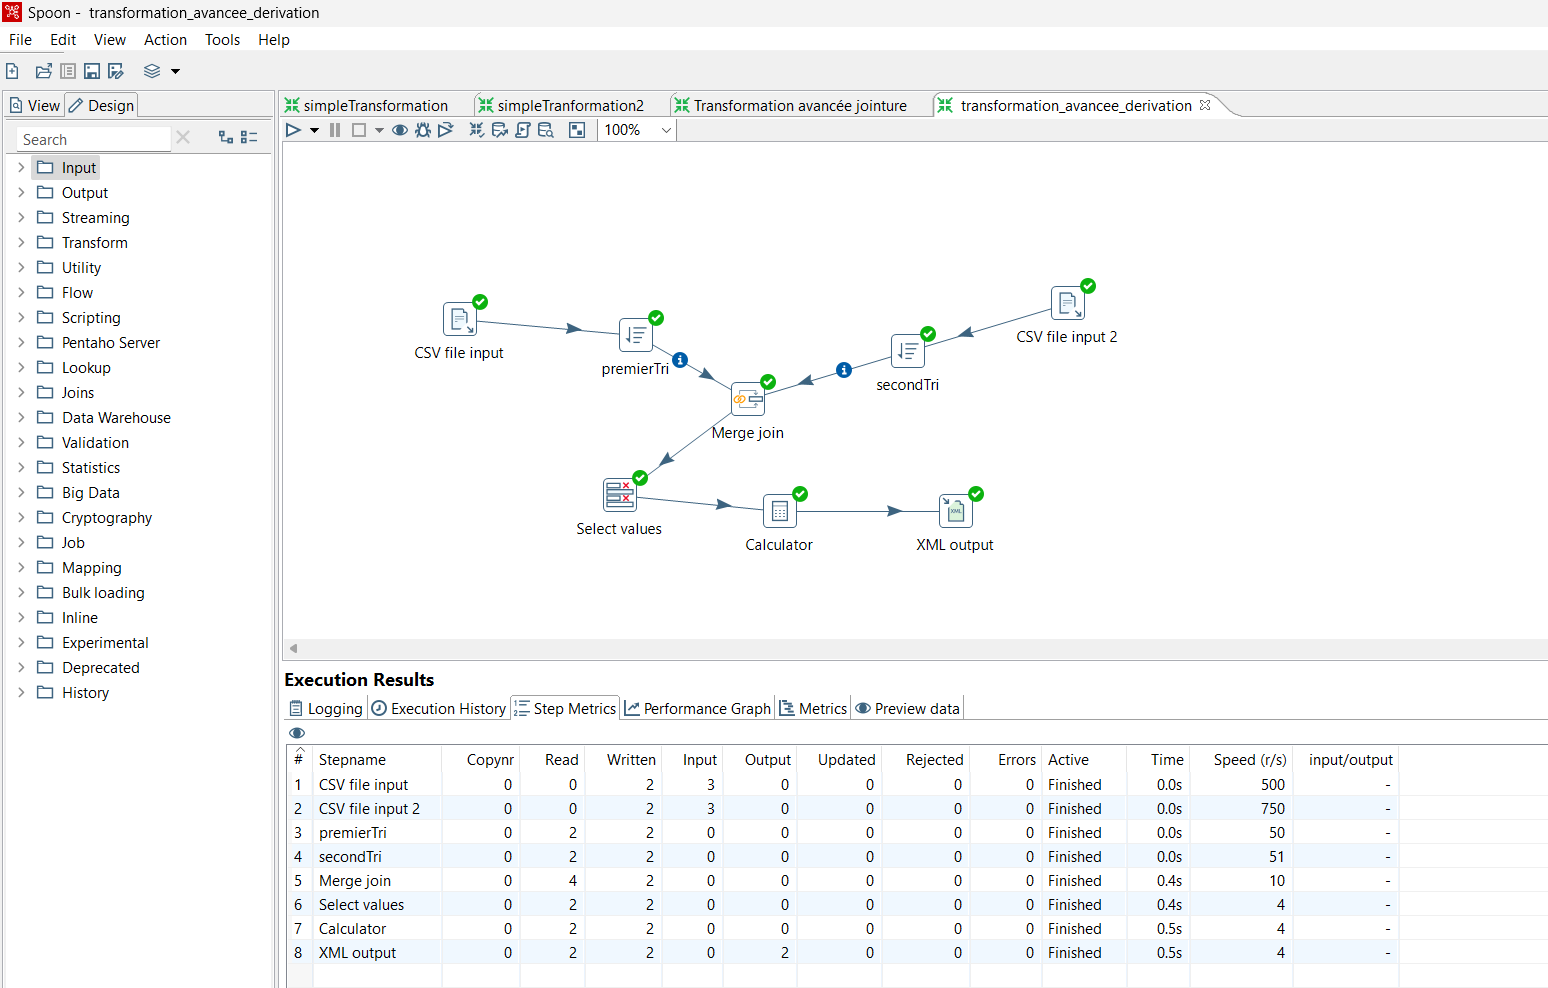 Spoon - transformation_avancee_derivation
File Edit View Action Tools Help
View Design
Search
Input
Output
Streaming
Transform
Utility
Flow
Scripting
Pentaho Server
Lookup
Joins
Data Warehouse
Validation
Statistics
Big Data
Cryptography
Job
Mapping
Bulk loading
Inline
Experimental
Deprecated
History
simpleTransformation simpleTranformation2 Transformation avancée jointure transformation_avancee_derivation
100%
CSV file input
premierTri
CSV file input 2
secondTri
Merge join
Select values
Calculator
XML output
XML
Execution Results
Logging Execution History Step Metrics Performance Graph Metrics Preview data
# Stepname Copynr Read Written Input Output Updated Rejected Errors Active Time Speed (r/s) input/output
1 CSV file input 0 0 2 3 0 0 0 0 Finished 0.0s 500 -
2 CSV file input 2 0 0 2 3 0 0 0 0 Finished 0.0s 750 -
3 premierTri 0 2 2 0 0 0 0 0 Finished 0.0s 50 -
4 secondTri 0 2 2 0 0 0 0 0 Finished 0.0s 51 -
5 Merge join 0 4 2 0 0 0 0 0 Finished 0.4s 10 -
6 Select values 0 2 2 0 0 0 0 0 Finished 0.4s 4 -
7 Calculator 0 2 2 0 0 0 0 0 Finished 0.5s 4 -
8 XML output 0 2 2 0 2 0 0 0 Finished 0.5s 4 -